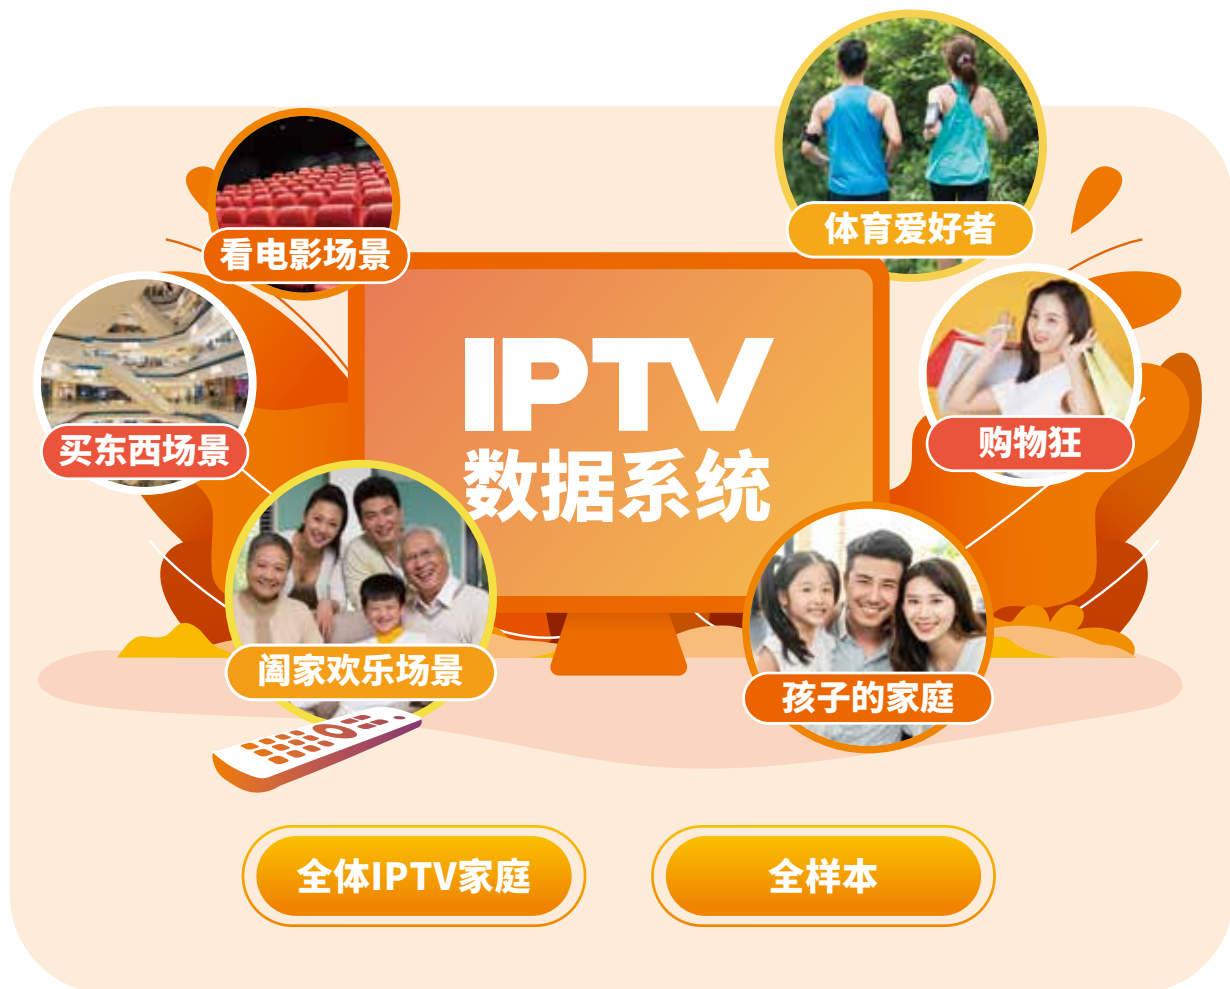 体育爱好者
看电影场景
IPTV
数据系统
买东西场景
购物狂
阖家欢乐场景
孩子的家庭
全体IPTV家庭
全样本